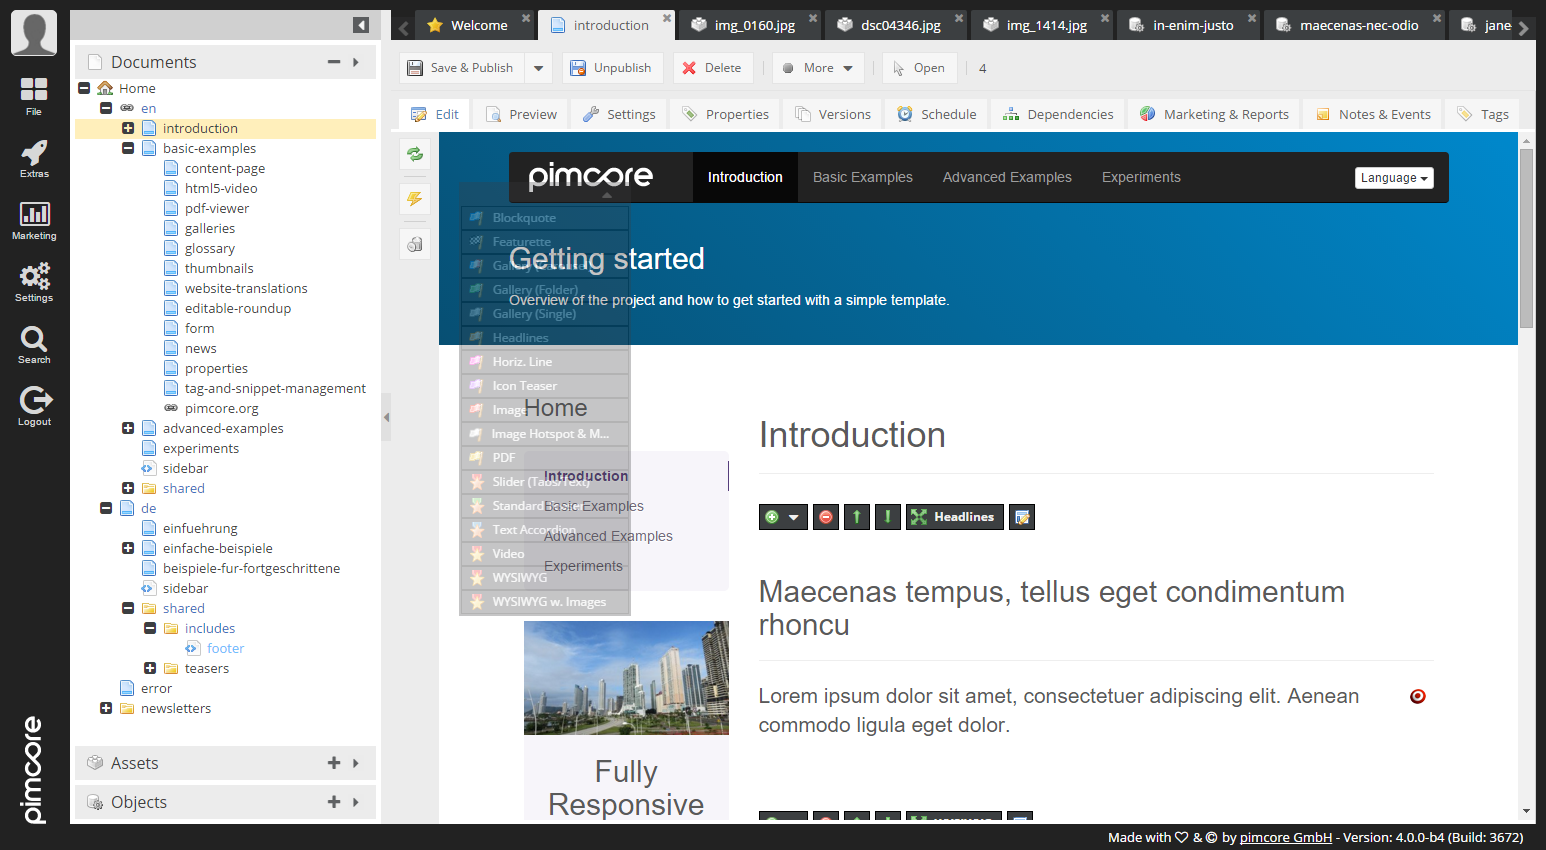 Welcome
introduction
img_0160.jpg
dsc04346.jpg
img_1414.jpg
in-enim-justo
maecenas-nec-odio
jane
Save & Publish
Unpublish
Delete
More
Open
4
Edit
Preview
Settings
Properties
Versions
Schedule
Dependencies
Marketing & Reports
Notes & Events
Tags
File
Extras
Marketing
Settings
Search
Logout
pimcore
Documents
Home
en
introduction
basic-examples
content-page
html5-video
pdf-viewer
galleries
glossary
thumbnails
website-translations
editable-roundup
form
news
properties
tag-and-snippet-management
pimcore.org
advanced-examples
experiments
sidebar
shared
de
einfuehrung
einfache-beispiele
beispiele-fur-fortgeschrittene
sidebar
shared
includes
footer
teasers
error
newsletters
Assets
Objects
pimcore
Introduction
Basic Examples
Advanced Examples
Experiments
Language
Getting started
Overview of the project and how to get started with a simple template.
Blockquote
Featurette
Gallery (Carousel)
Gallery (Folder)
Gallery (Single)
Headlines
Horiz. Line
Icon Teaser
Image
Image Hotspot & M...
PDF
Slider (Tabs/Text)
Standard
Text Accordion
Video
WYSIWYG
WYSIWYG w. Images
Home
Introduction
Basic Examples
Advanced Examples
Experiments
Fully
Responsive
Introduction
Headlines
Maecenas tempus, tellus eget condimentum
rhoncu
Lorem ipsum dolor sit amet, consectetuer adipiscing elit. Aenean
commodo ligula eget dolor.
Made with & © by pimcore GmbH - Version: 4.0.0-b4 (Build: 3672)